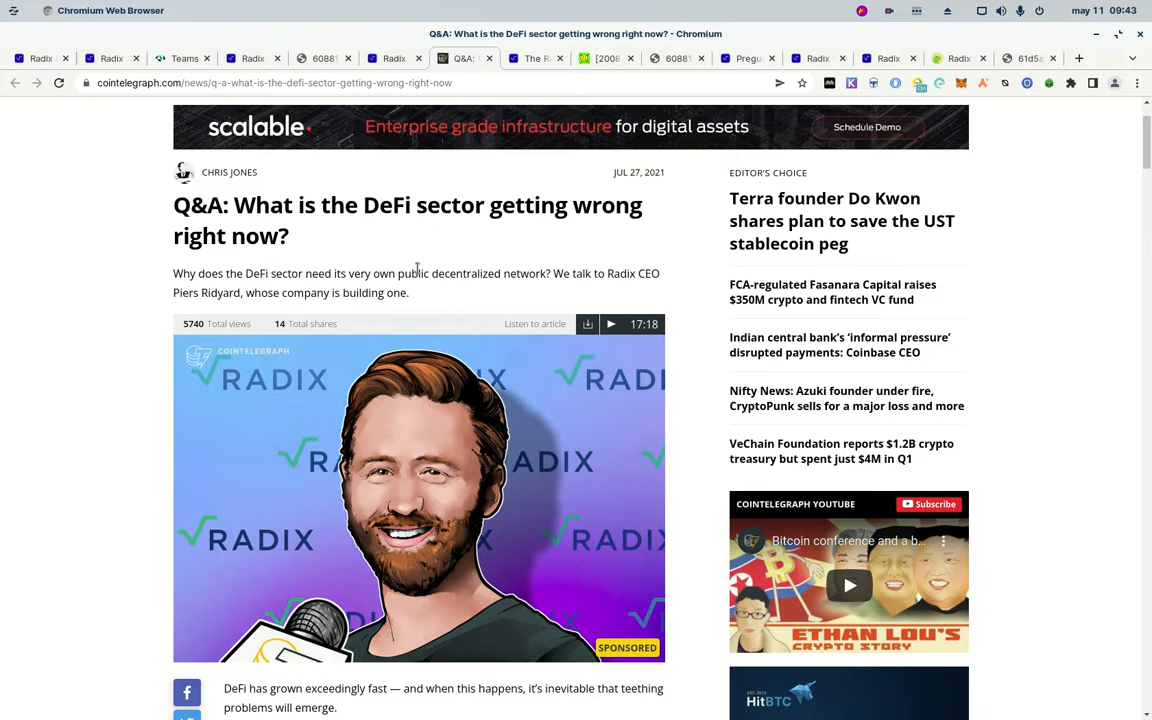 Chromium Web Browser
may 11 09:43
Q&A: What is the DeFi sector getting wrong right now? - Chromium
Radix
Radix
Teams
Radix
60881
Radix
Q&A:
The R
[2008
60881
Pregu
Radix
Radix
Radix
61d5a
cointelegraph.com/news/q-a-what-is-the-defi-sector-getting-wrong-right-now
On
scalable.
Enterprise grade infrastructure for digital assets
Schedule Demo
CHRIS JONES
JUL 27, 2021
Q&A: What is the DeFi sector getting wrong
right now?
Why does the DeFi sector need its very own public decentralized network? We talk to Radix CEO
Piers Ridyard, whose company is building one.
5740 Total views
14 Total shares
Listen to article
17:18
COINTELEGRAPH
RADIX
RAD
RA
ADIX
RADIX
RADIX
SPONSORED
DeFi has grown exceedingly fast — and when this happens, it's inevitable that teething
problems will emerge.
EDITOR'S CHOICE
Terra founder Do Kwon
shares plan to save the UST
stablecoin peg
FCA-regulated Fasanara Capital raises
$350M crypto and fintech VC fund
Indian central bank's ‘informal pressure’
disrupted payments: Coinbase CEO
Nifty News: Azuki founder under fire,
CryptoPunk sells for a major loss and more
VeChain Foundation reports $1.2B crypto
treasury but spent just $4M in Q1
COINTELEGRAPH YOUTUBE
Subscribe
Bitcoin conference and a b...
ETHAN LOU'S
CRYPTO STORY
HitBTC